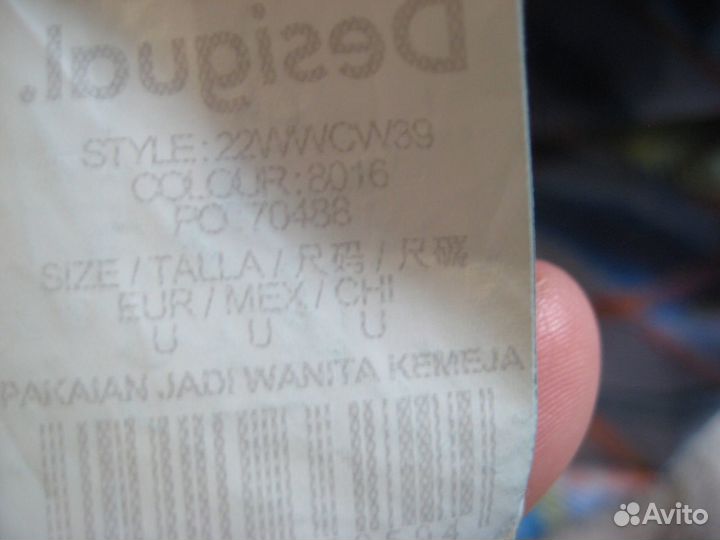 Desigual.
STYLE: 22WWCW39
COLOUR: 8016
PO 70488
SIZE / TALLA / 尺码 / 尺碼
EUR / MEX / CHI
U U U
PAKAIAN JADI WANITA KEMEJA
Avito